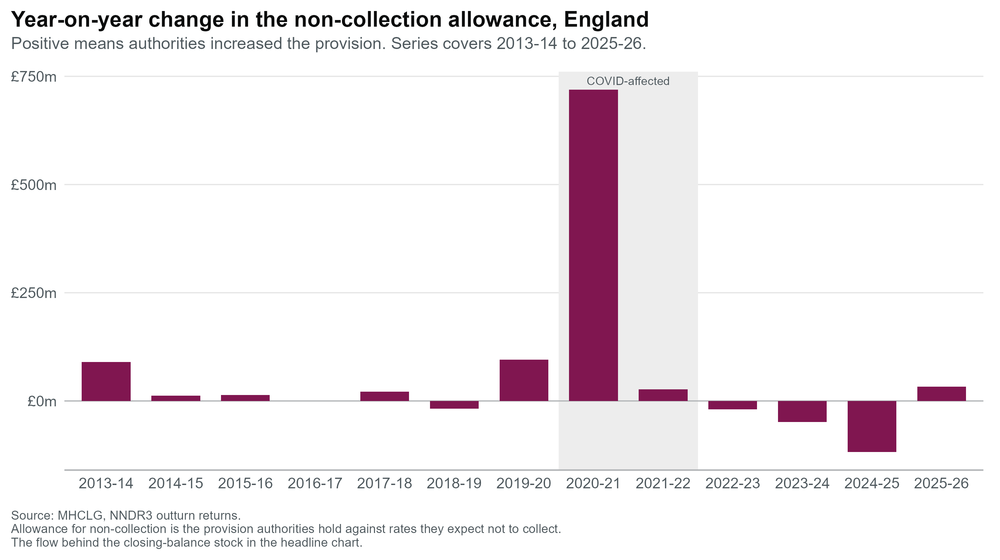 Year-on-year change in the non-collection allowance, England
Positive means authorities increased the provision. Series covers 2013-14 to 2025-26.
£750m
COVID-affected
£500m
£250m
£0m
2013-14 2014-15 2015-16 2016-17 2017-18 2018-19 2019-20 2020-21 2021-22 2022-23 2023-24 2024-25 2025-26
Source: MHCLG, NNDR3 outturn returns.
Allowance for non-collection is the provision authorities hold against rates they expect not to collect.
The flow behind the closing-balance stock in the headline chart.